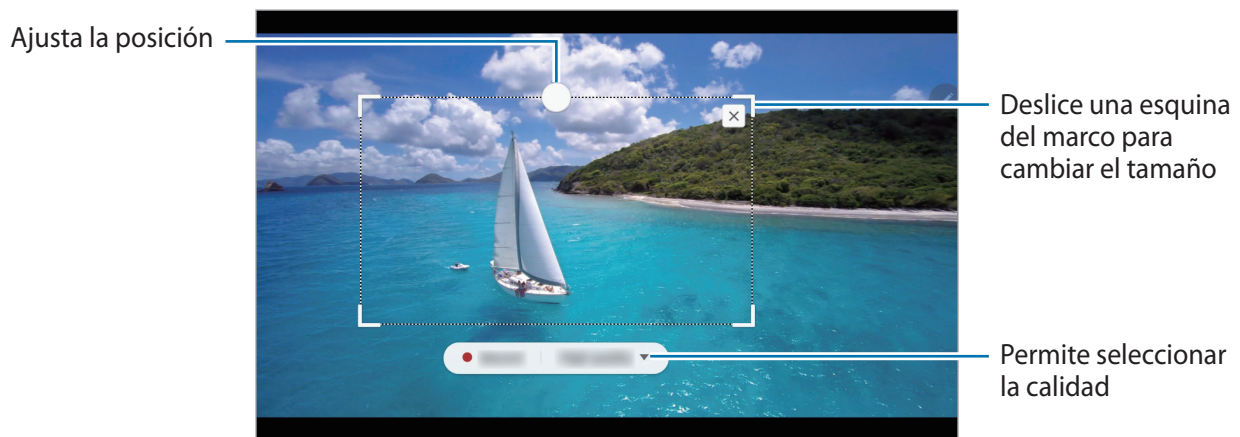 Ajusta la posición
Deslice una esquina
del marco para
cambiar el tamaño
Permite seleccionar
la calidad